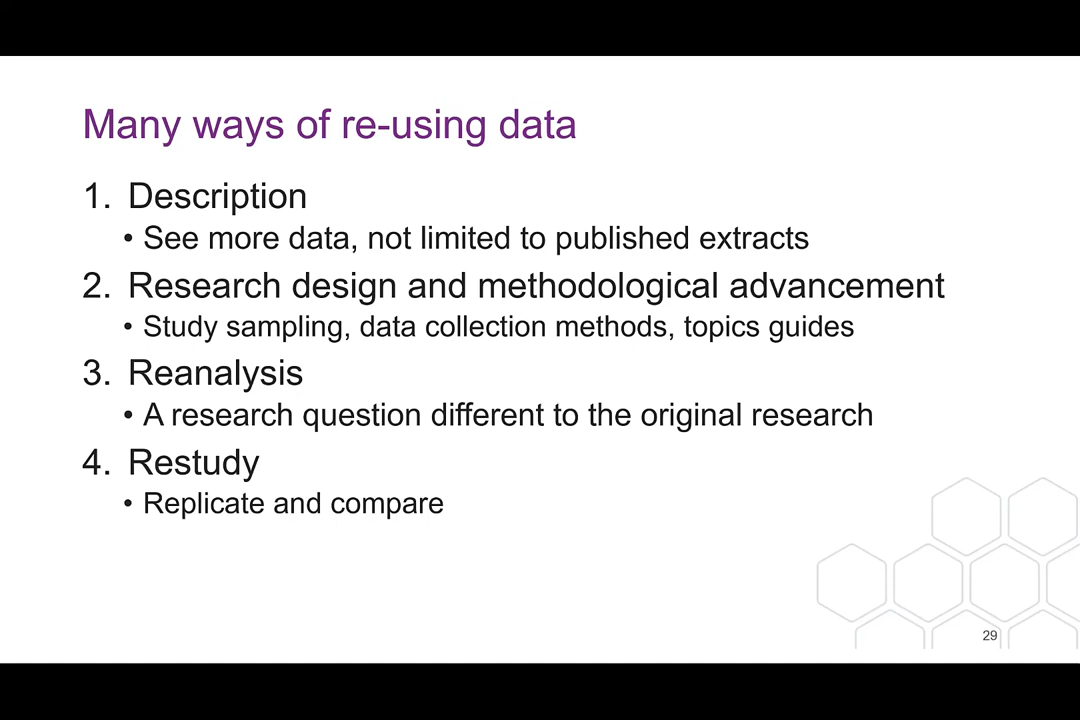 Many ways of re-using data
1. Description
• See more data, not limited to published extracts
2. Research design and methodological advancement
• Study sampling, data collection methods, topics guides
3. Reanalysis
• A research question different to the original research
4. Restudy
• Replicate and compare
29